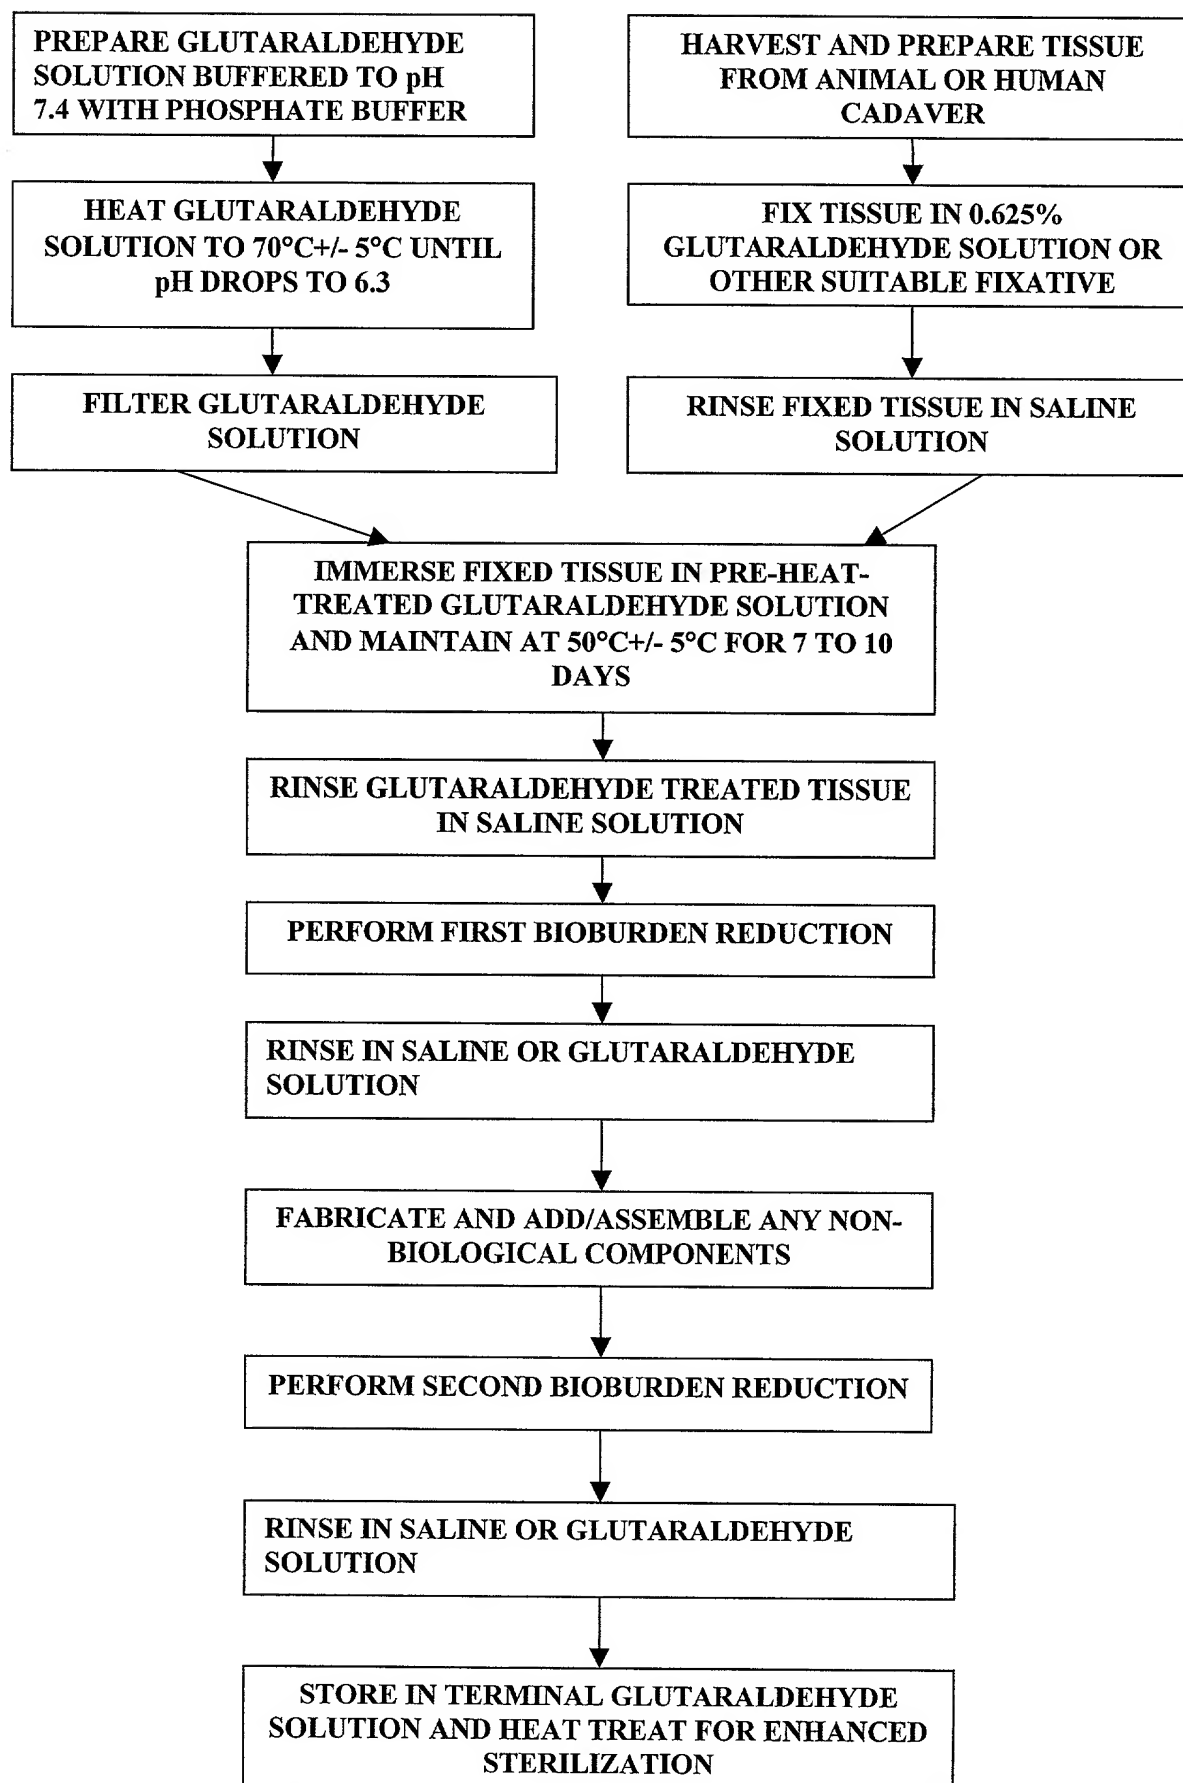 PREPARE GLUTARALDEHYDE
SOLUTION BUFFERED TO pH
7.4 WITH PHOSPHATE BUFFER
HEAT GLUTARALDEHYDE
SOLUTION TO 70°C+/- 5°C UNTIL
pH DROPS TO 6.3
FILTER GLUTARALDEHYDE
SOLUTION
HARVEST AND PREPARE TISSUE
FROM ANIMAL OR HUMAN
CADAVER
FIX TISSUE IN 0.625%
GLUTARALDEHYDE SOLUTION OR
OTHER SUITABLE FIXATIVE
RINSE FIXED TISSUE IN SALINE
SOLUTION
IMMERSE FIXED TISSUE IN PRE-HEAT-
TREATED GLUTARALDEHYDE SOLUTION
AND MAINTAIN AT 50°C+/- 5°C FOR 7 TO 10
DAYS
RINSE GLUTARALDEHYDE TREATED TISSUE
IN SALINE SOLUTION
PERFORM FIRST BIOBURDEN REDUCTION
RINSE IN SALINE OR GLUTARALDEHYDE
SOLUTION
FABRICATE AND ADD/ASSEMBLE ANY NON-
BIOLOGICAL COMPONENTS
PERFORM SECOND BIOBURDEN REDUCTION
RINSE IN SALINE OR GLUTARALDEHYDE
SOLUTION
STORE IN TERMINAL GLUTARALDEHYDE
SOLUTION AND HEAT TREAT FOR ENHANCED
STERILIZATION